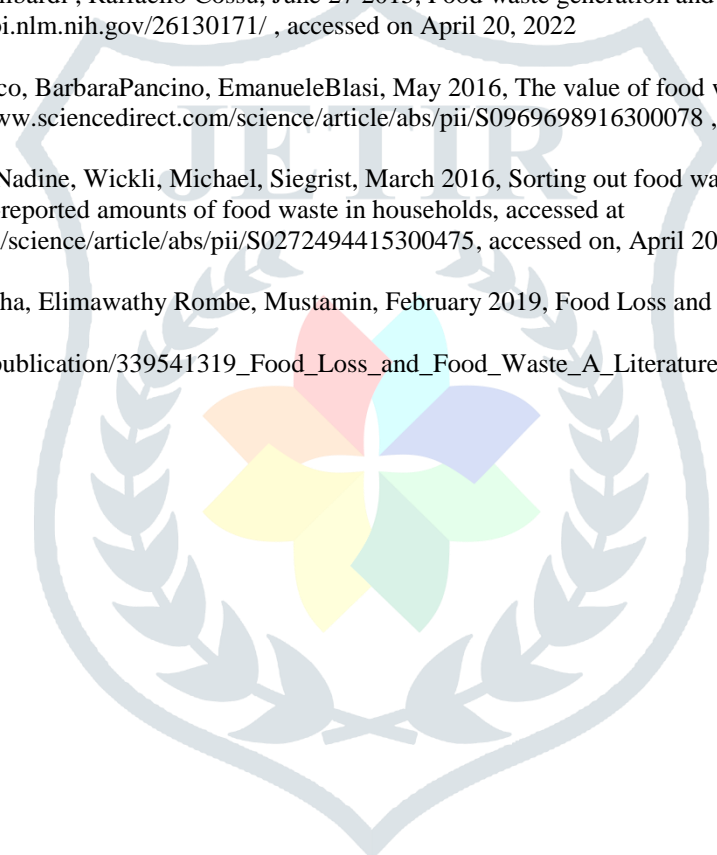 ibardi , Raffaello Cossu, June 27 2015, Food waste generation and
oi.nlm.nih.gov/26130171/ , accessed on April 20, 2022
co, BarbaraPancino, EmanueleBlasi, May 2016, The value of food w
ww.sciencedirect.com/science/article/abs/pii/S0969698916300078 ,
JETIR
Nadine, Wickli, Michael, Siegrist, March 2016, Sorting out food wa
reported amounts of food waste in households, accessed at
/science/article/abs/pii/S0272494415300475, accessed on, April 20
ha, Elimawathy Rombe, Mustamin, February 2019, Food Loss and
publication/339541319_Food_Loss_and_Food_Waste_A_Literature